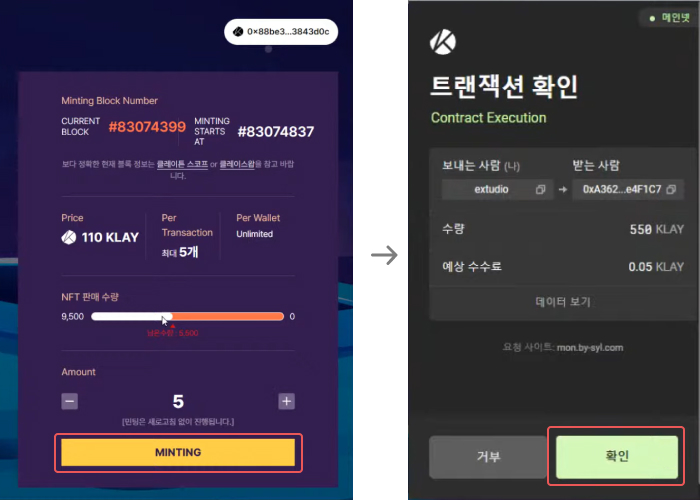 0×88be3...3843d0c
Minting Block Number
CURRENT BLOCK #83074399 MINTING STARTS AT #83074837
보다 정확한 현재 블록 정보는 클레이튼 스코프 or 클레이스왑을 참고 바랍
니다.
Price
110 KLAY
Per
Transaction
최대 5개
Per Wallet
Unlimited
NFT 판매 수량
9,500
0
남은수량 : 5,500
Amount
− 5 +
[민팅은 새로고침 없이 진행됩니다.]
MINTING
메인넷
트랜잭션 확인
Contract Execution
보내는 사람 (나) 받는 사람
extudio → 0xA362...e4F1C7
수량 550 KLAY
예상 수수료 0.05 KLAY
데이터 보기
요청 사이트: mon.by-syl.com
거부 확인